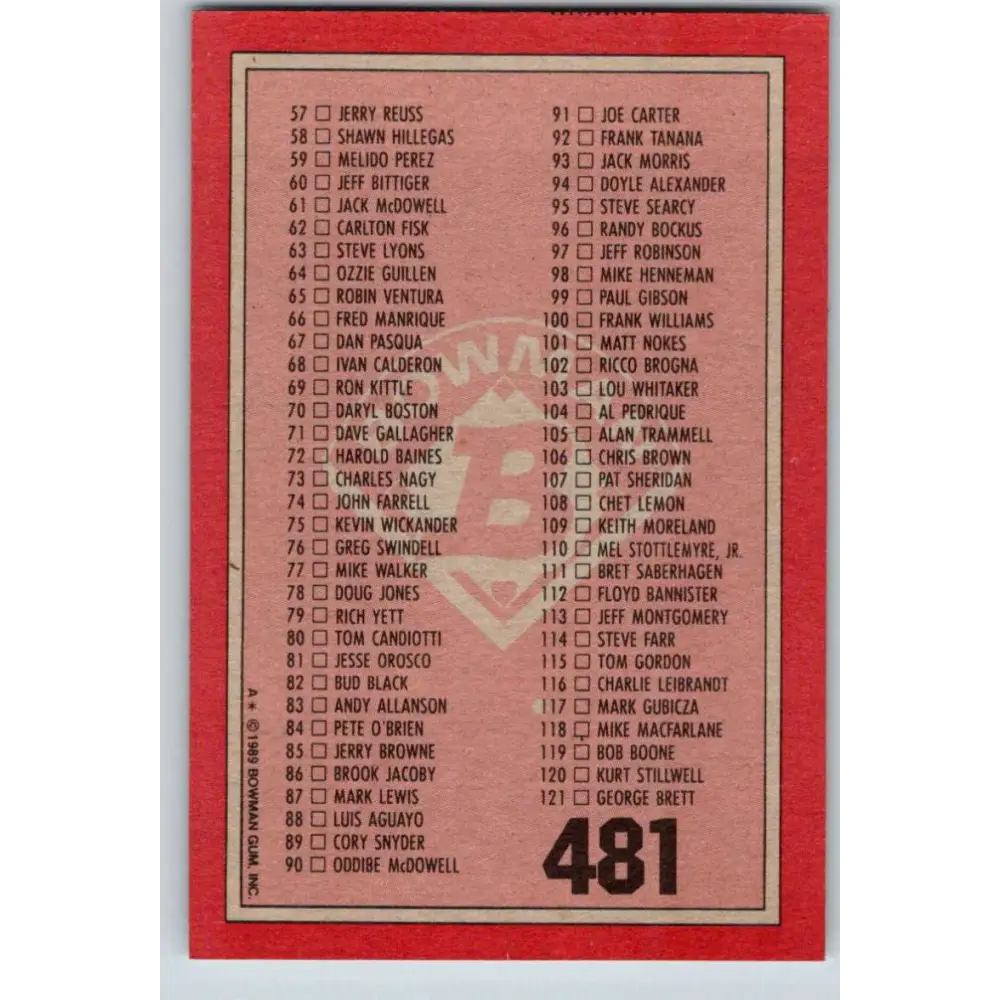 57 □ JERRY REUSS
58 □ SHAWN HILLEGAS
59 □ MELIDO PEREZ
60 □ JEFF BITTIGER
61 □ JACK McDOWELL
62 □ CARLTON FISK
63 □ STEVE LYONS
64 □ OZZIE GUILLEN
65 □ ROBIN VENTURA
66 □ FRED MANRIQUE
67 □ DAN PASQUA
68 □ IVAN CALDERON
69 □ RON KITTLE
70 □ DARYL BOSTON
71 □ DAVE GALLAGHER
72 □ HAROLD BAINES
73 □ CHARLES NAGY
74 □ JOHN FARRELL
75 □ KEVIN WICKANDER
76 □ GREG SWINDELL
77 □ MIKE WALKER
78 □ DOUG JONES
79 □ RICH YETT
80 □ TOM CANDIOTTI
81 □ JESSE OROSCO
82 □ BUD BLACK
83 □ ANDY ALLANSON
84 □ PETE O'BRIEN
85 □ JERRY BROWNE
86 □ BROOK JACOBY
87 □ MARK LEWIS
88 □ LUIS AGUAYO
89 □ CORY SNYDER
90 □ ODDIBE McDOWELL
91 □ JOE CARTER
92 □ FRANK TANANA
93 □ JACK MORRIS
94 □ DOYLE ALEXANDER
95 □ STEVE SEARCY
96 □ RANDY BOCKUS
97 □ JEFF ROBINSON
98 □ MIKE HENNEMAN
99 □ PAUL GIBSON
100 □ FRANK WILLIAMS
101 □ MATT NOKES
102 □ RICCO BROGNA
103 □ LOU WHITAKER
104 □ AL PEDRIQUE
105 □ ALAN TRAMMELL
106 □ CHRIS BROWN
107 □ PAT SHERIDAN
108 □ CHET LEMON
109 □ KEITH MORELAND
110 □ MEL STOTTLEMYRE, JR.
111 □ BRET SABERHAGEN
112 □ FLOYD BANNISTER
113 □ JEFF MONTGOMERY
114 □ STEVE FARR
115 □ TOM GORDON
116 □ CHARLIE LEIBRANDT
117 □ MARK GUBICZA
118 □ MIKE MACFARLANE
119 □ BOB BOONE
120 □ KURT STILLWELL
121 □ GEORGE BRETT
481
A * © 1989 BOWMAN GUM, INC.
B